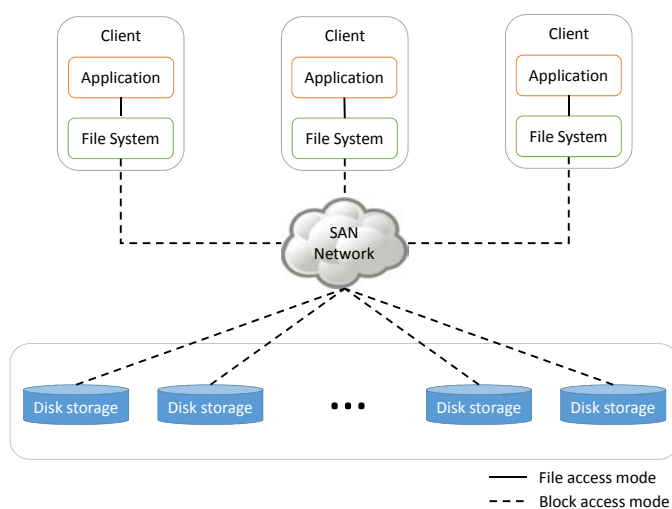 Client
Client
Client
Application
Application
Application
File System
File System
File System
SAN
Network
Disk storage
Disk storage
...
Disk storage
Disk storage
File access mode
Block access mode